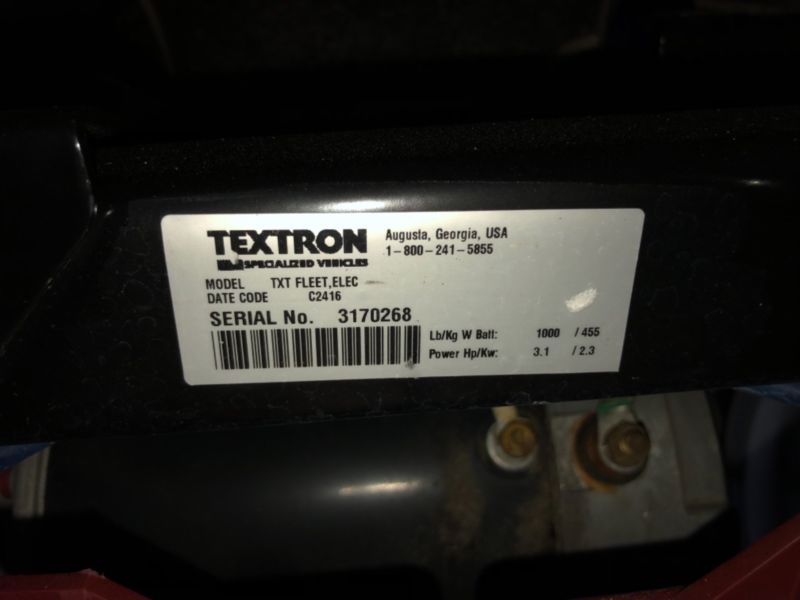 TEXTRON
SPECIALIZED VEHICLES
Augusta, Georgia, USA
1-800-241-5855
MODEL TXT FLEET,ELEC
DATE CODE C2416
SERIAL No. 3170268
Lb/Kg W Batt: 1000 / 455
Power Hp/Kw: 3.1 / 2.3